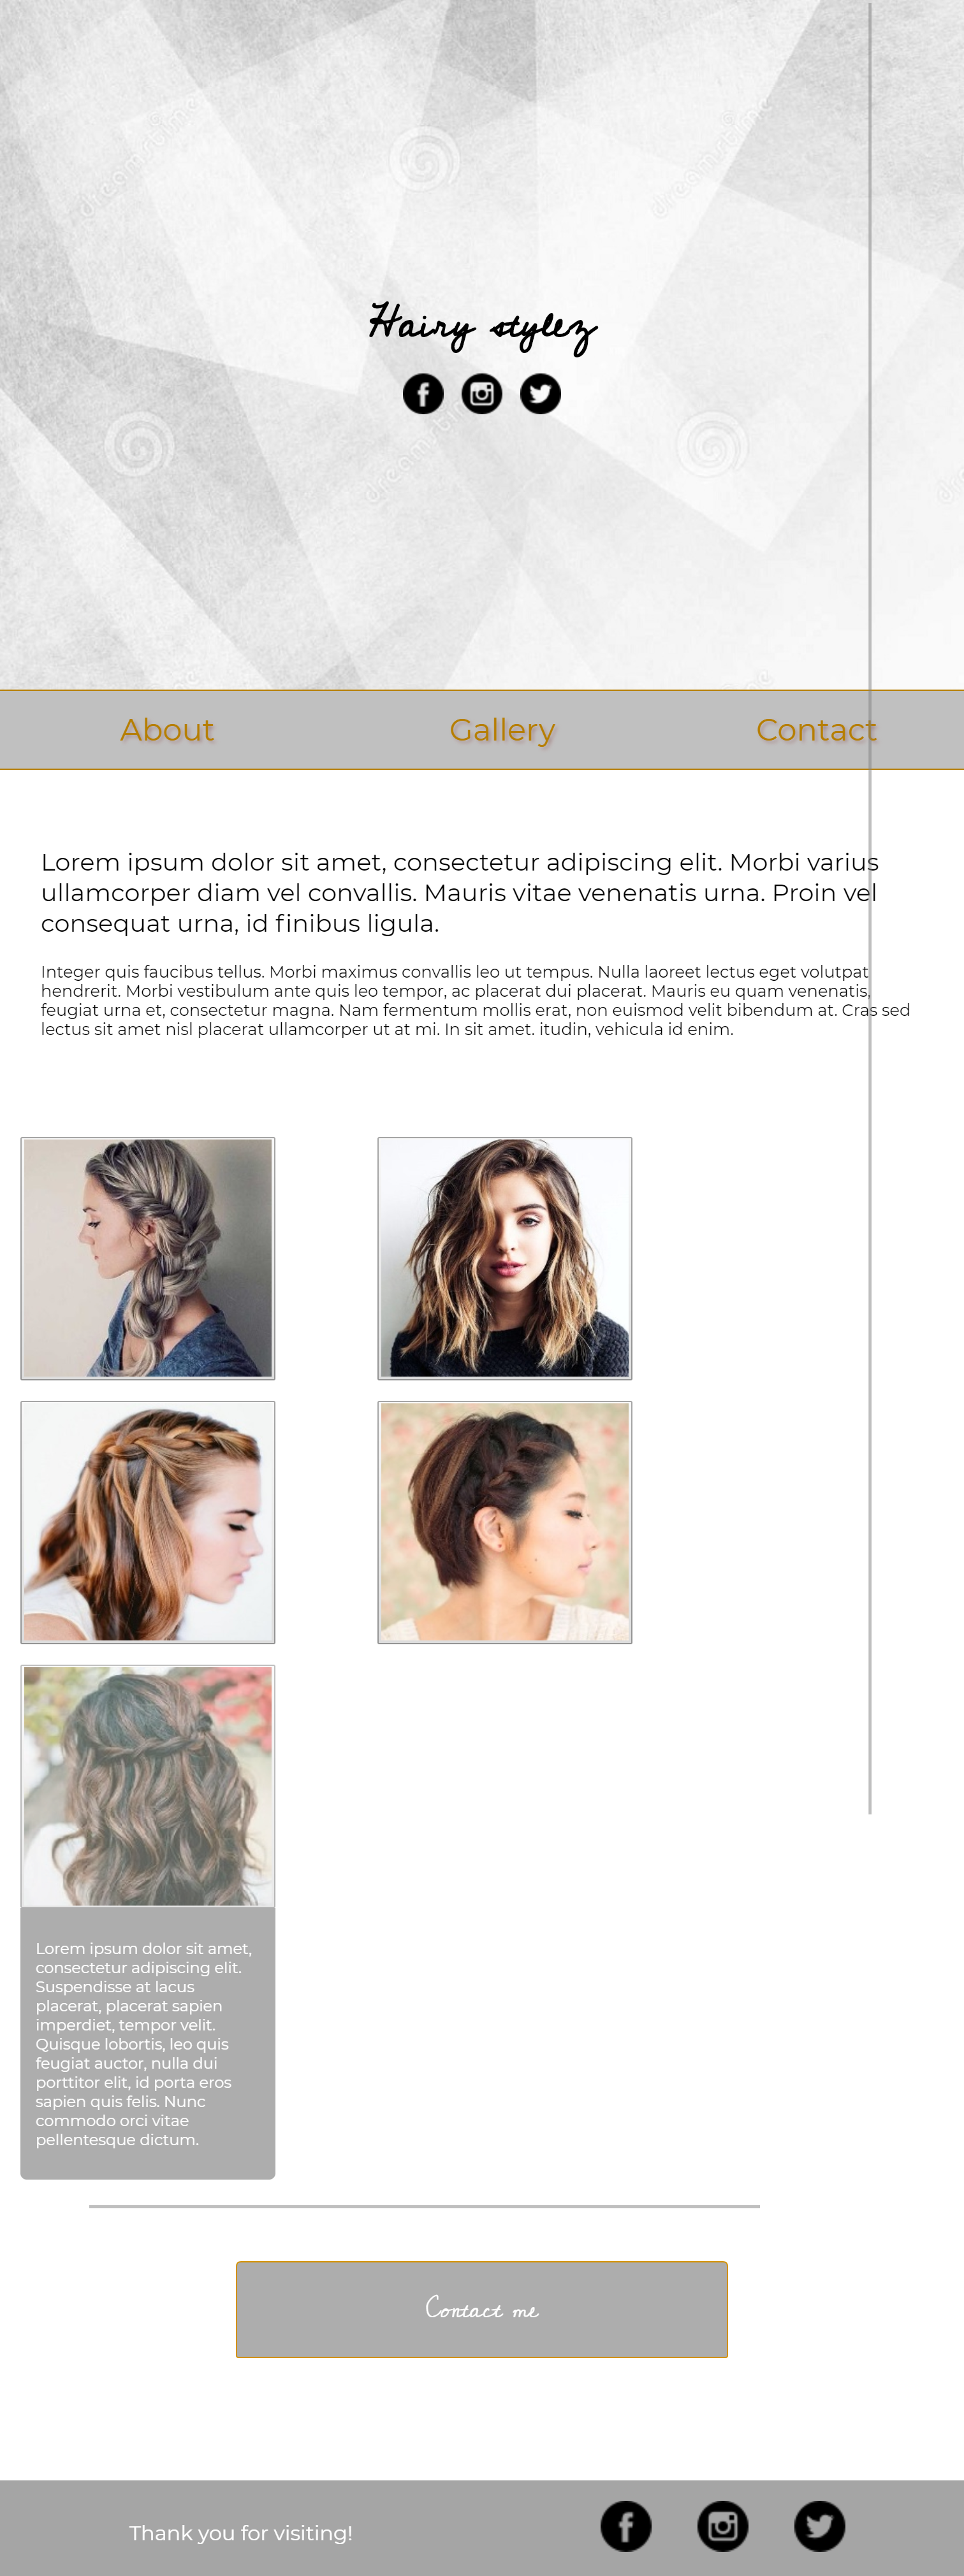 dreamstime
dreamstime
Hairy stylez
About Gallery Contact
Lorem ipsum dolor sit amet, consectetur adipiscing elit. Morbi varius
ullamcorper diam vel convallis. Mauris vitae venenatis urna. Proin vel
consequat urna, id finibus ligula.
Integer quis faucibus tellus. Morbi maximus convallis leo ut tempus. Nulla laoreet lectus eget volutpat
hendrerit. Morbi vestibulum ante quis leo tempor, ac placerat dui placerat. Mauris eu quam venenatis,
feugiat urna et, consectetur magna. Nam fermentum mollis erat, non euismod velit bibendum at. Cras sed
lectus sit amet nisl placerat ullamcorper ut at mi. In sit amet. itudin, vehicula id enim.
Lorem ipsum dolor sit amet,
consectetur adipiscing elit.
Suspendisse at lacus
placerat, placerat sapien
imperdiet, tempor velit.
Quisque lobortis, leo quis
feugiat auctor, nulla dui
porttitor elit, id porta eros
sapien quis felis. Nunc
commodo orci vitae
pellentesque dictum.
Contact me
Thank you for visiting!